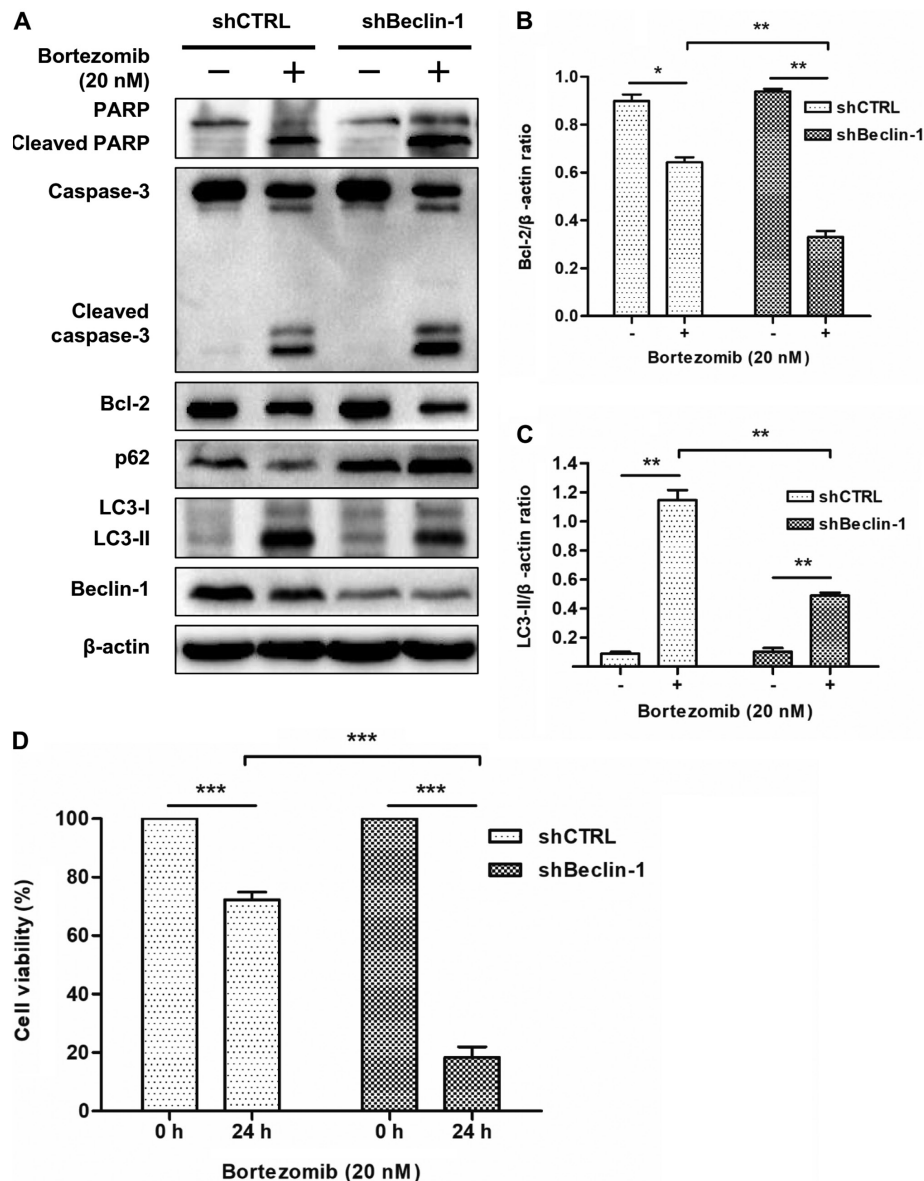 A
shCTRL shBeclin-1
Bortezomib
(20 nM)
− + − +
PARP
Cleaved PARP
Caspase-3
Cleaved
caspase-3
Bcl-2
p62
LC3-I
LC3-II
Beclin-1
β-actin
B
**
* **
shCTRL
shBeclin-1
Bcl-2/β -actin ratio
1.0
0.8
0.6
0.4
0.2
0.0
- + - +
Bortezomib (20 nM)
C
**
**
**
shCTRL
shBeclin-1
LC3-II/β -actin ratio
1.4
1.2
1.0
0.8
0.6
0.4
0.2
- + - +
Bortezomib (20 nM)
D
***
*** ***
shCTRL
shBeclin-1
Cell viability (%)
100
80
60
40
20
0
0 h 24 h 0 h 24 h
Bortezomib (20 nM)